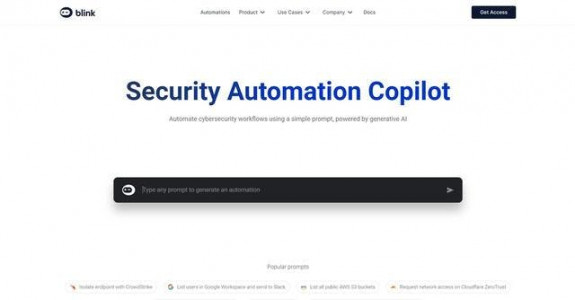 blink
Automations Product Use Cases Company Docs
Get Access
Security Automation Copilot
Automate cybersecurity workflows using a simple prompt, powered by generative AI
Type any prompt to generate an automation
Popular prompts
Isolate endpoint with CrowdStrike
List users in Google Workspace and send to Slack
List all public AWS S3 buckets
Request network access on Cloudflare ZeroTrust